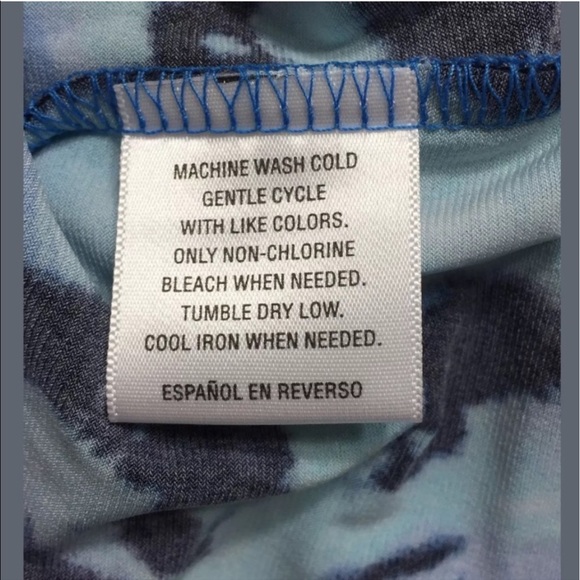 MACHINE WASH COLD
GENTLE CYCLE
WITH LIKE COLORS.
ONLY NON-CHLORINE
BLEACH WHEN NEEDED.
TUMBLE DRY LOW.
COOL IRON WHEN NEEDED.
ESPAÑOL EN REVERSO